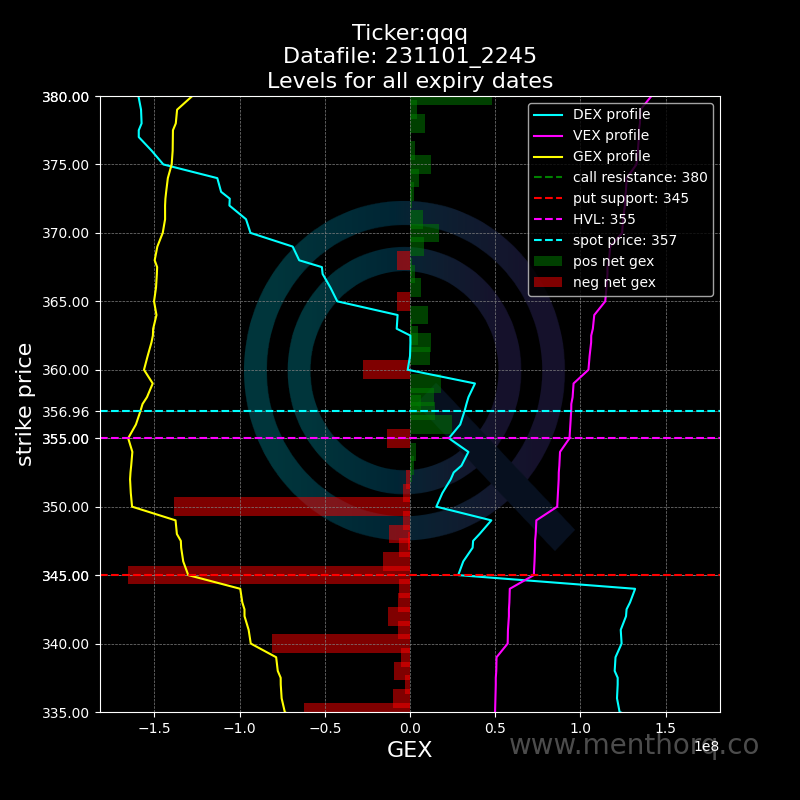 Ticker:qqq
Datafile: 231101_2245
Levels for all expiry dates
DEX profile
VEX profile
GEX profile
call resistance: 380
put support: 345
HVL: 355
spot price: 357
pos net gex
neg net gex
strike price
380.00
375.00
370.00
365.00
360.00
356.96
355.00
350.00
345.00
340.00
335.00
−1.5
−1.0
−0.5
0.0
0.5
1.0
1.5
1e8
GEX
www.menthorq.co